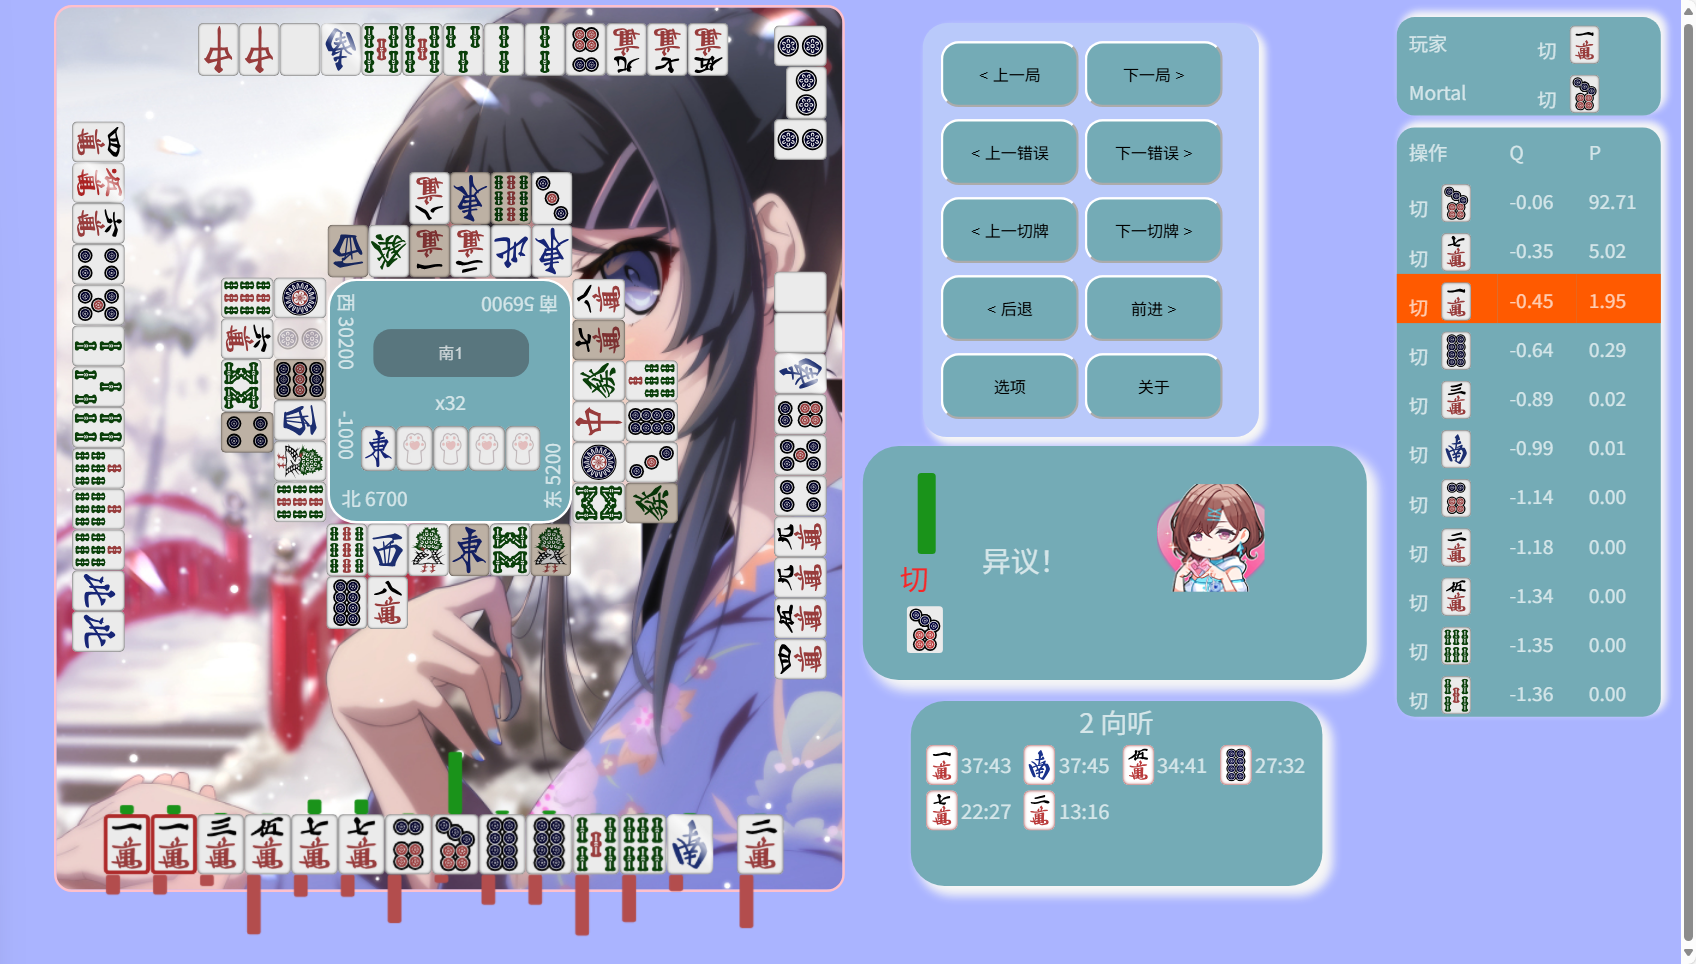 < 上一局
下一局 >
< 上一错误
下一错误 >
< 上一切牌
下一切牌 >
< 后退
前进 >
选项
关于
玩家 切
Mortal 切
操作 Q P
切 -0.06 92.71
切 -0.35 5.02
切 -0.45 1.95
切 -0.64 0.29
切 -0.89 0.02
切 -0.99 0.01
切 -1.14 0.00
切 -1.18 0.00
切 -1.34 0.00
切 -1.35 0.00
切 -1.36 0.00
南 56900
西 30200
-1000
南1
x32
北 6700
东 5200
切
异议!
2 向听
37:43 37:45 34:41 27:32
22:27 13:16